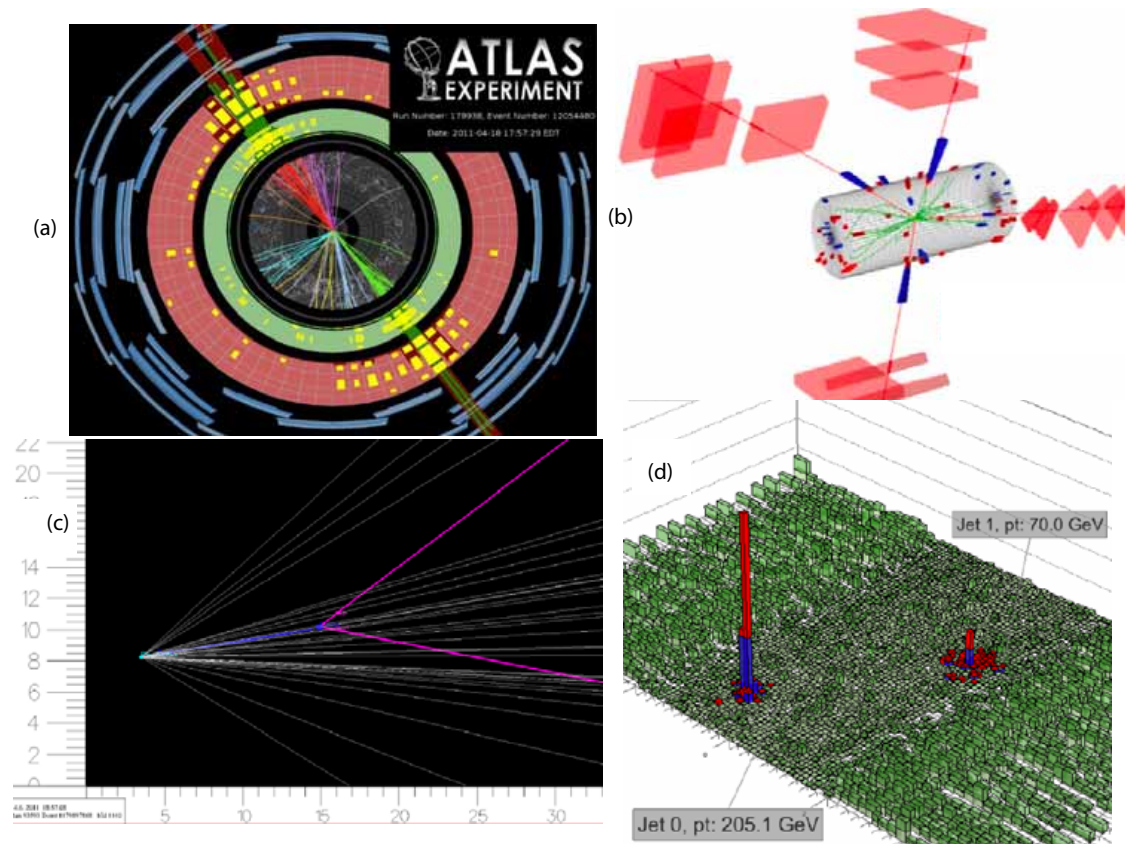 ATLAS
EXPERIMENT
Run Number: 179938, Event Number: 12054480
Date: 2011-04-18 17:57:29 EDT
(a)
(b)
22
20
(c)
14
12
10
8
6
4
2
0
5
10
15
20
25
30
(d)
Jet 1, pt: 70.0 GeV
Jet 0, pt: 205.1 GeV